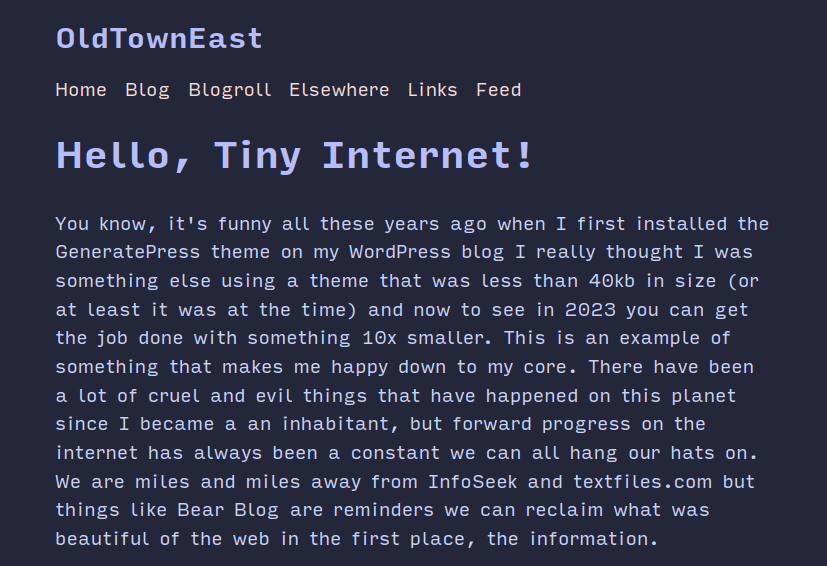 OldTownEast
Home Blog Blogroll Elsewhere Links Feed
Hello, Tiny Internet!
You know, it's funny all these years ago when I first installed the
GeneratePress theme on my WordPress blog I really thought I was
something else using a theme that was less than 40kb in size (or
at least it was at the time) and now to see in 2023 you can get
the job done with something 10x smaller. This is an example of
something that makes me happy down to my core. There have been
a lot of cruel and evil things that have happened on this planet
since I became a an inhabitant, but forward progress on the
internet has always been a constant we can all hang our hats on.
We are miles and miles away from InfoSeek and textfiles.com but
things like Bear Blog are reminders we can reclaim what was
beautiful of the web in the first place, the information.